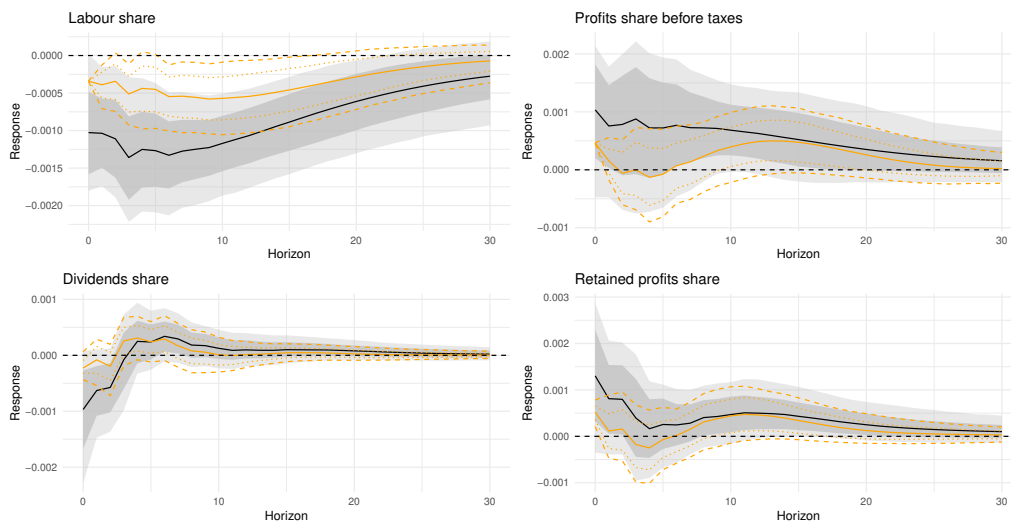 Labour share
0.0000
−0.0005
−0.0010
−0.0015
−0.0020
Response
0
10
20
30
Horizon
Profits share before taxes
0.002
0.001
0.000
−0.001
Response
0
10
20
30
Horizon
Dividends share
0.001
0.000
−0.001
−0.002
Response
0
10
20
30
Horizon
Retained profits share
0.003
0.002
0.001
0.000
−0.001
Response
0
10
20
30
Horizon